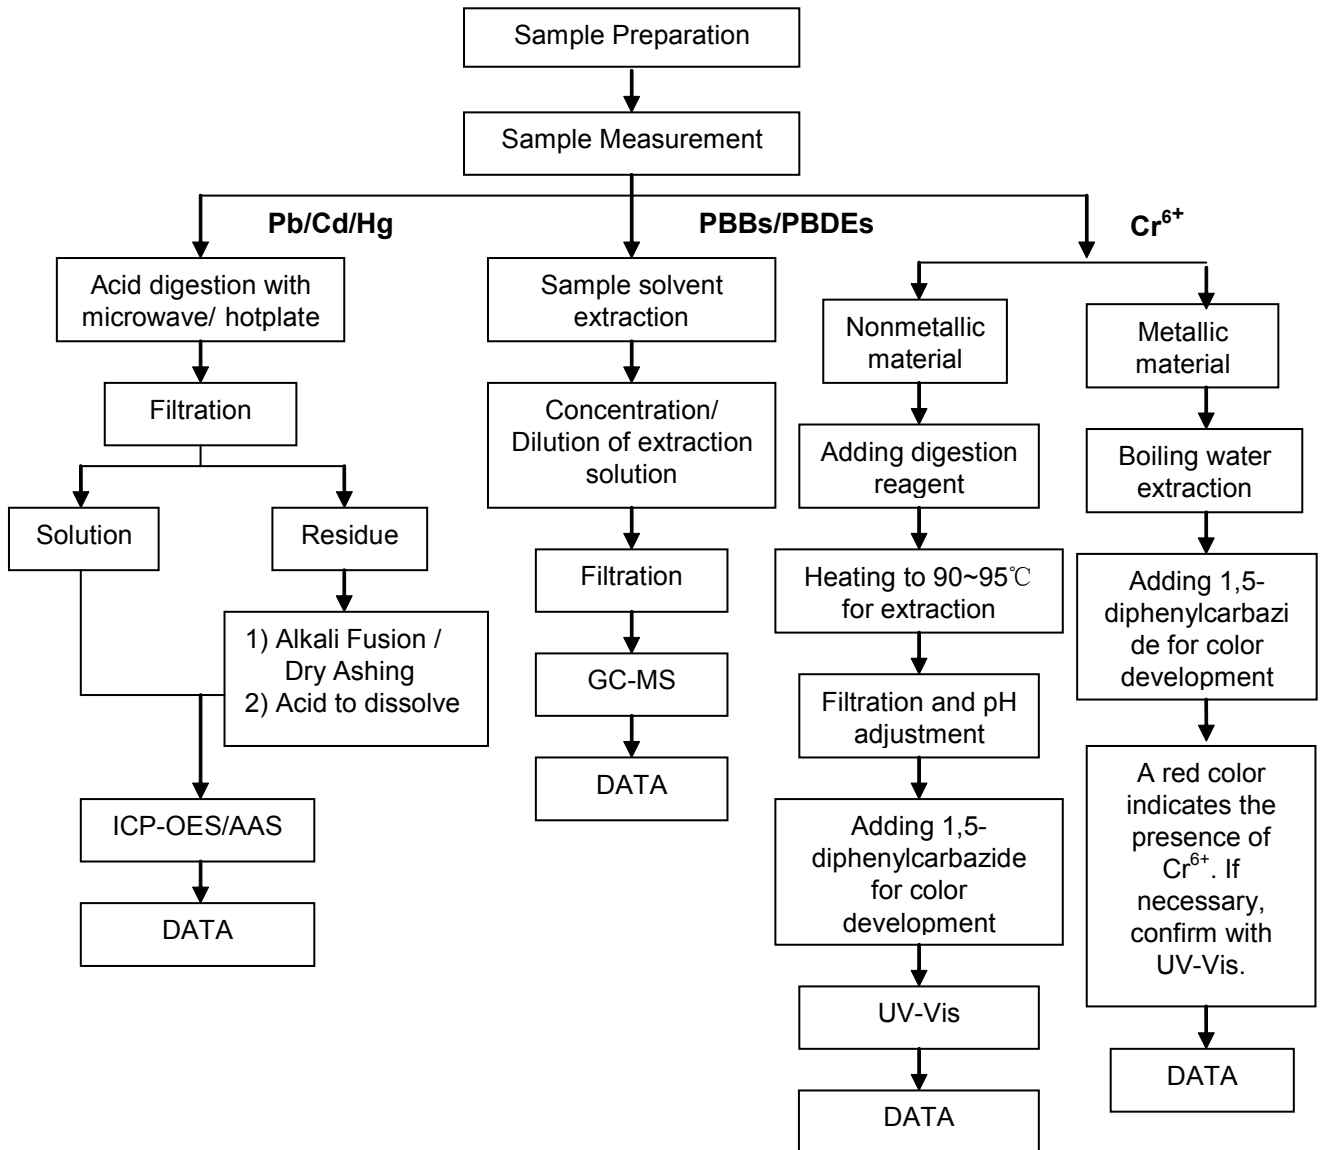 Sample Preparation
Sample Measurement
Pb/Cd/Hg
PBBs/PBDEs
Cr⁶⁺
Acid digestion with
microwave/ hotplate
Filtration
Solution
Residue
1) Alkali Fusion /
Dry Ashing
2) Acid to dissolve
ICP-OES/AAS
DATA
Sample solvent
extraction
Concentration/
Dilution of extraction
solution
Filtration
GC-MS
DATA
Nonmetallic
material
Adding digestion
reagent
Heating to 90~95℃
for extraction
Filtration and pH
adjustment
Adding 1,5-
diphenylcarbazide
for color
development
UV-Vis
DATA
Metallic
material
Boiling water
extraction
Adding 1,5-
diphenylcarbazi
de for color
development
A red color
indicates the
presence of
Cr⁶⁺. If
necessary,
confirm with
UV-Vis.
DATA